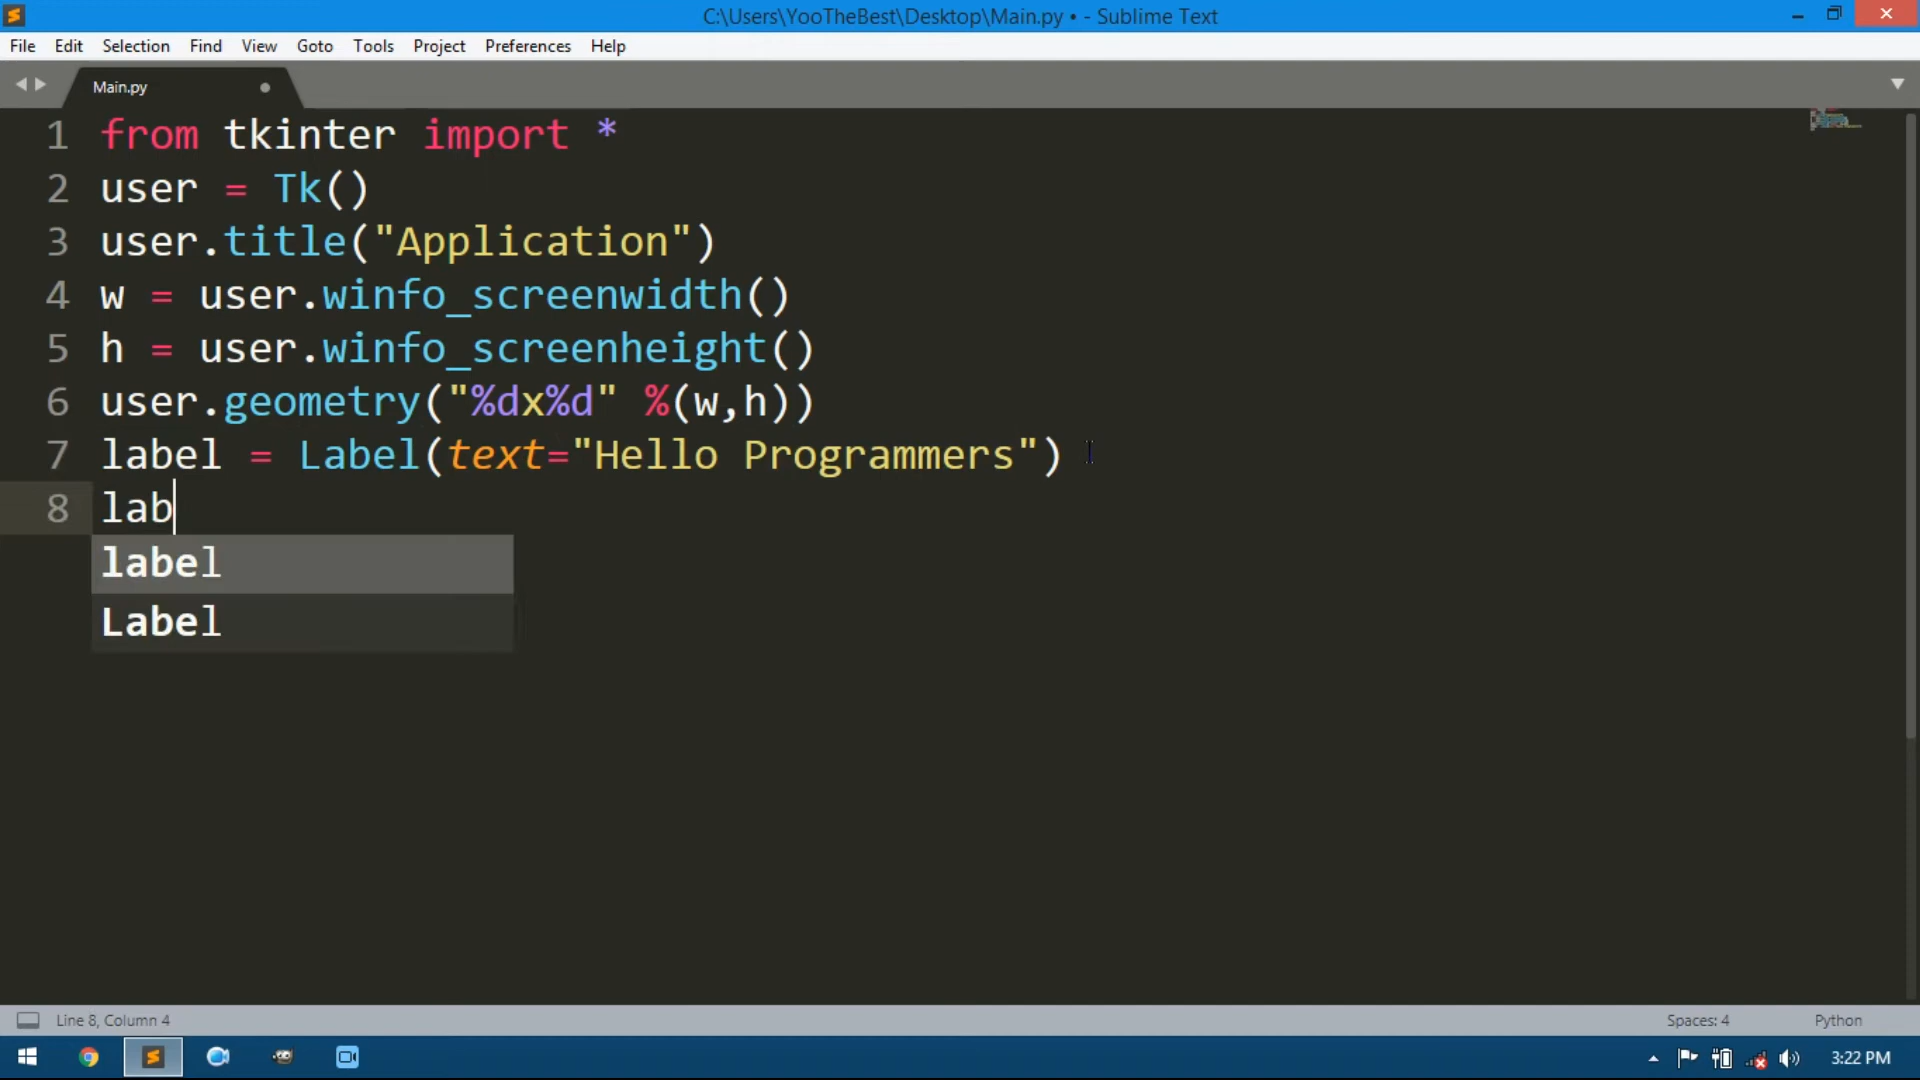 C:\Users\YooTheBest\Desktop\Main.py • - Sublime Text
File Edit Selection Find View Goto Tools Project Preferences Help
Main.py
1 from tkinter import *
2 user = Tk()
3 user.title("Application")
4 w = user.winfo_screenwidth()
5 h = user.winfo_screenheight()
6 user.geometry("%dx%d" %(w,h))
7 label = Label(text="Hello Programmers")
8 lab
label
Label
Line 8, Column 4 Spaces: 4 Python
3:22 PM